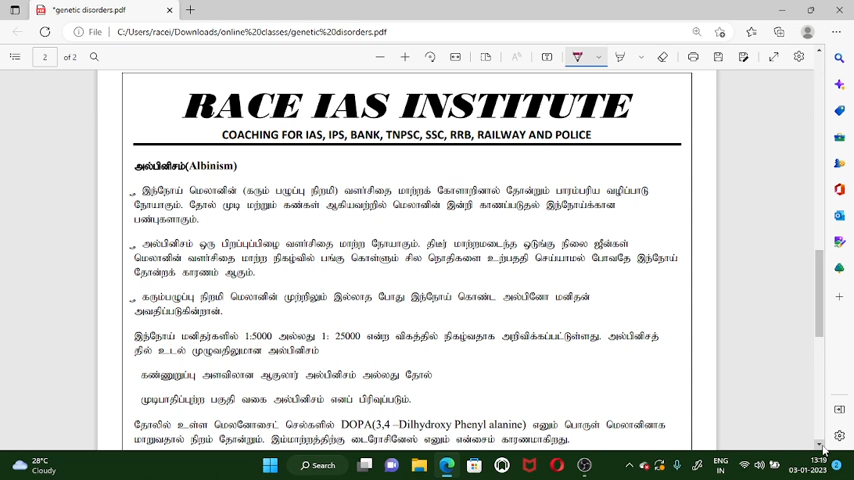 *genetic disorders.pdf
File
C:/Users/racei/Downloads/online%20classes/genetic%20disorders.pdf
2 of 2
RACE IAS INSTITUTE
COACHING FOR IAS, IPS, BANK, TNPSC, SSC, RRB, RAILWAY AND POLICE
அல்பினிசம்(Albinism)
இந்நோய் மெலானின் (கரும் பழுப்பு நிறமி) வளர்சிதை மாற்றக் கோளாறினால் தோன்றும் பாரம்பரிய வழிப்பாடு
நோயாகும். தோல் முடி மற்றும் கண்கள் ஆகியவற்றில் மெலானின் இன்றி காணப்படுதல் இந்நோய்க்கான
பண்புகளாகும்.
அல்பினிசம் ஒரு பிறப்புப்பிழை வளர்சிதை மாற்ற நோயாகும். திடீர் மாற்றமடைந்த ஒடுங்கு நிலை ஜீன்கள்
மெலானின் வளர்சிதை மாற்ற நிகழ்வில் பங்கு கொள்ளும் சில நொதிகளை உற்பததி செய்யாமல் போவதே இந்நோய்
தோன்றக் காரணம் ஆகும்.
கரும்பழுப்பு நிறமி மெலானின் முற்றிலும் இல்லாத போது இந்நோய் கொண்ட அல்பினோ மனிதன்
அவதிப்படுகின்றான்.
இந்நோய் மனிதர்களில் 1:5000 அல்லது 1: 25000 என்ற விகத்தில் நிகழ்வதாக அறிவிக்கப்பட்டுள்ளது. அல்பினிசத்
தில் உடல் முழுவதிலுமான அல்பினிசம்
கண்ணுறுப்பு அளவிலான ஆகுலார் அல்பினிசம் அல்லது தோல்
முடிபாதிப்புற்ற பகுதி வகை அல்பினிசம் எனப் பிரிவுப்படும்.
தோலில் உள்ள மெலனோசைட் செல்களில் DOPA(3,4 –Dilhydroxy Phenyl alanine) எனும் பொருள் மெலானினாக
மாறுவதால் நிறம் தோன்றும். இம்மாற்றத்திற்கு டைரோசினேஸ் எனும் என்சைம் காரணமாகிறது.
28°C
Cloudy
Search
ENG
IN
13:19
03-01-2023
2